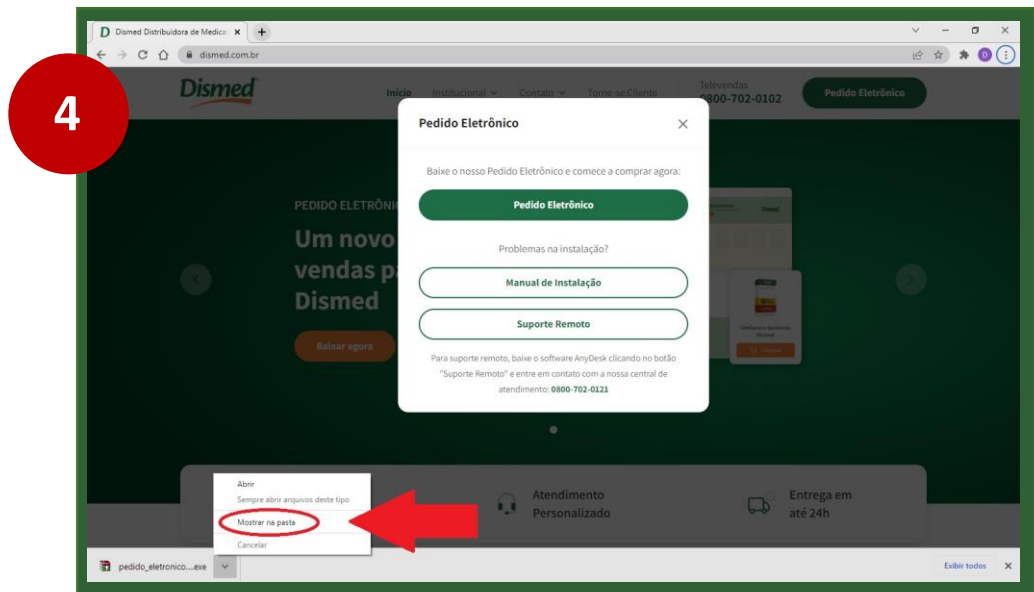 4
Dismed Distribuidora de Medica
dismed.com.br
D
Dismed
Início
Institucional
Contato
Torne-se Cliente
Televendas
0800-702-0102
Pedido Eletrônico
Pedido Eletrônico
Baixe o nosso Pedido Eletrônico e comece a comprar agora:
Pedido Eletrônico
Problemas na instalação?
Manual de Instalação
Suporte Remoto
Para suporte remoto, baixe o software AnyDesk clicando no botão
"Suporte Remoto" e entre em contato com a nossa central de
atendimento: 0800-702-0121
PEDIDO ELETRÔNI
Um novo
vendas pa
Dismed
Baixar agora
Dismed
Abrir
Sempre abrir arquivos deste tipo
Mostrar na pasta
Cancelar
Atendimento
Personalizado
Entrega em
até 24h
pedido_eletronico....exe
Exibir todos